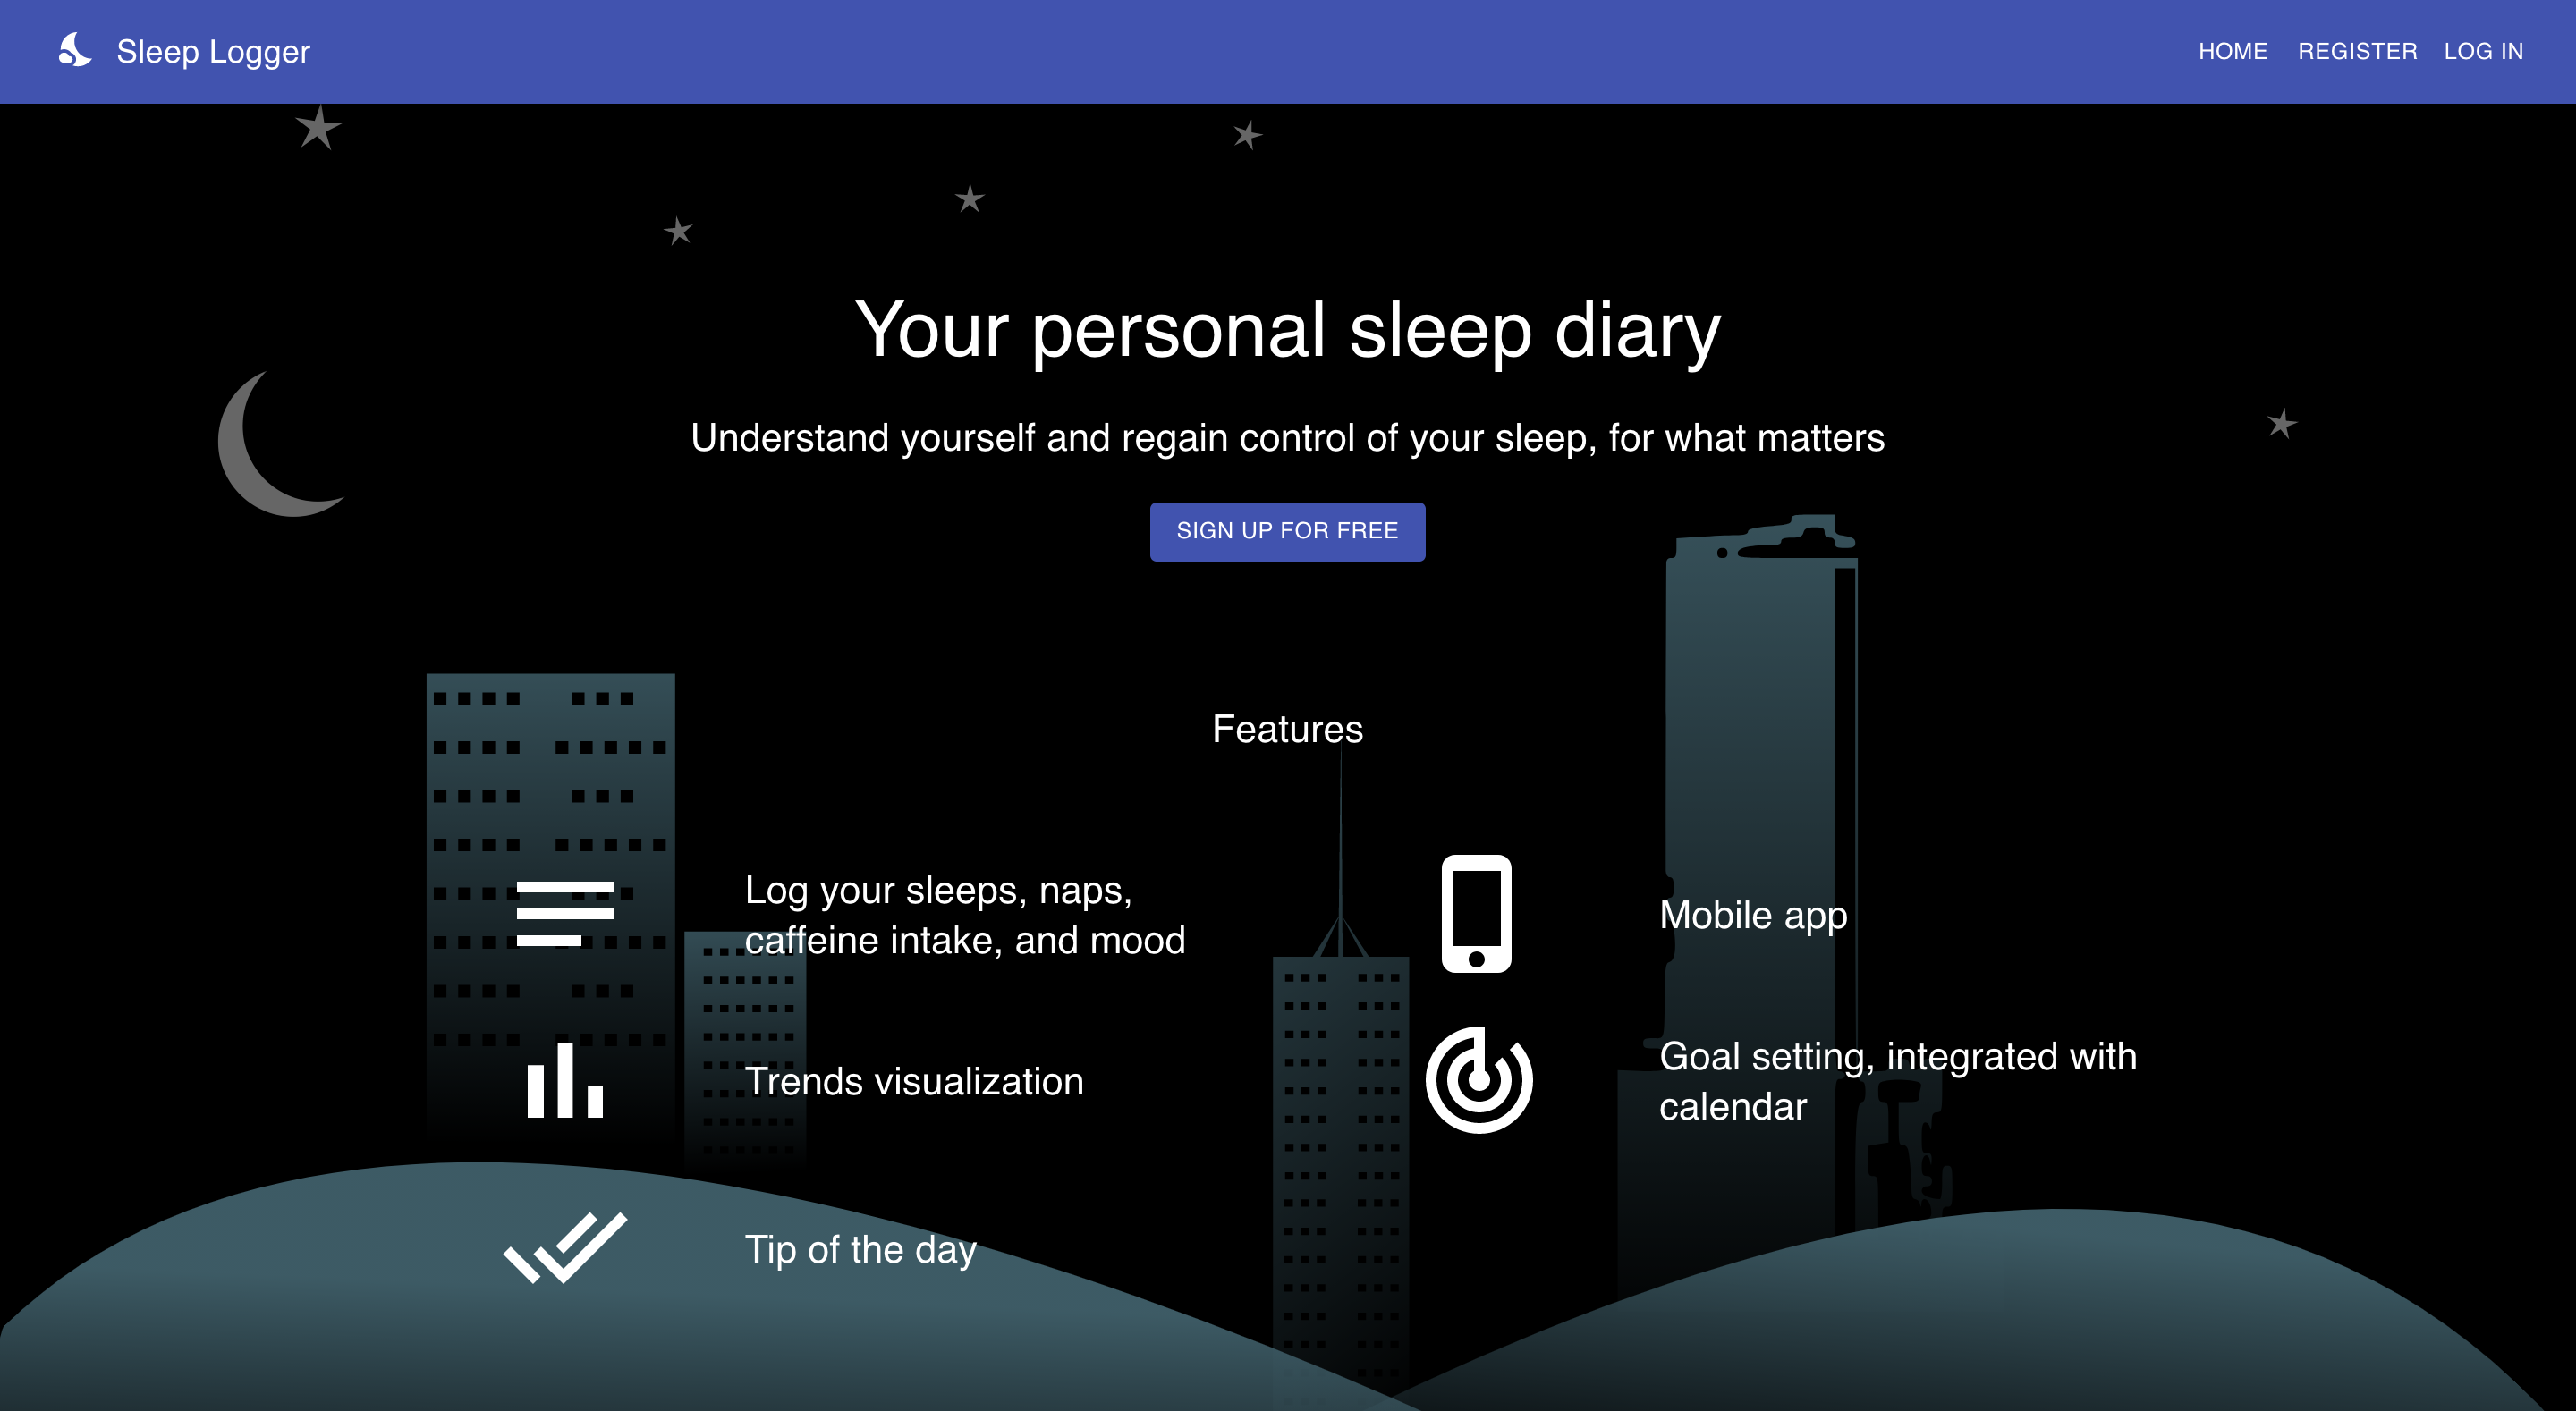 Sleep Logger
HOME
REGISTER
LOG IN
Your personal sleep diary
Understand yourself and regain control of your sleep, for what matters
SIGN UP FOR FREE
Features
Log your sleeps, naps,
caffeine intake, and mood
Mobile app
Trends visualization
Goal setting, integrated with
calendar
Tip of the day